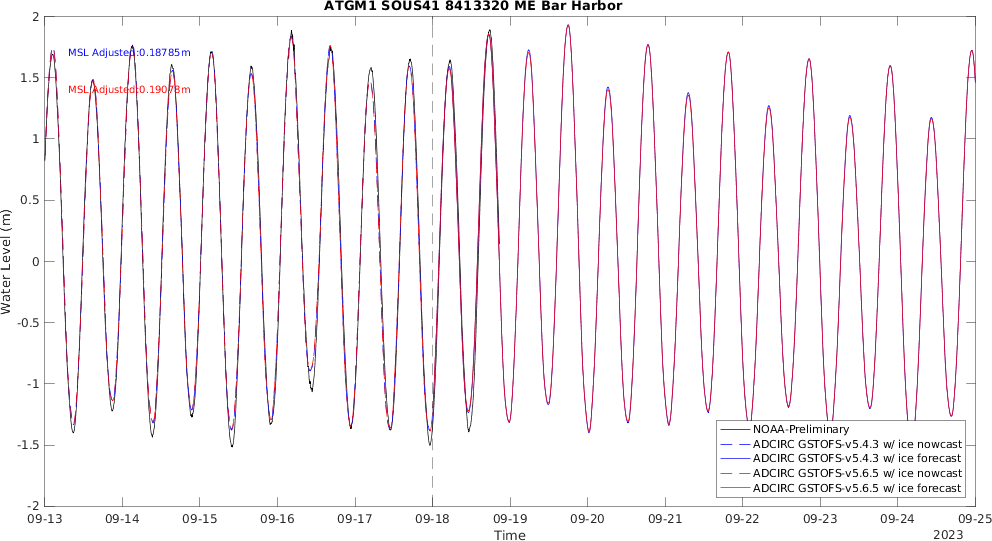 ATGM1 SOUS41 8413320 ME Bar Harbor
MSL Adjusted:0.18785m
MSL Adjusted:0.19078m
Water Level (m)
2
1.5
1
0.5
0
-0.5
-1
-1.5
-2
NOAA-Preliminary
ADCIRC GSTOFS-v5.4.3 w/ ice nowcast
ADCIRC GSTOFS-v5.4.3 w/ ice forecast
ADCIRC GSTOFS-v5.6.5 w/ ice nowcast
ADCIRC GSTOFS-v5.6.5 w/ ice forecast
09-13 09-14 09-15 09-16 09-17 09-18 09-19 09-20 09-21 09-22 09-23 09-24 09-25
Time
2023